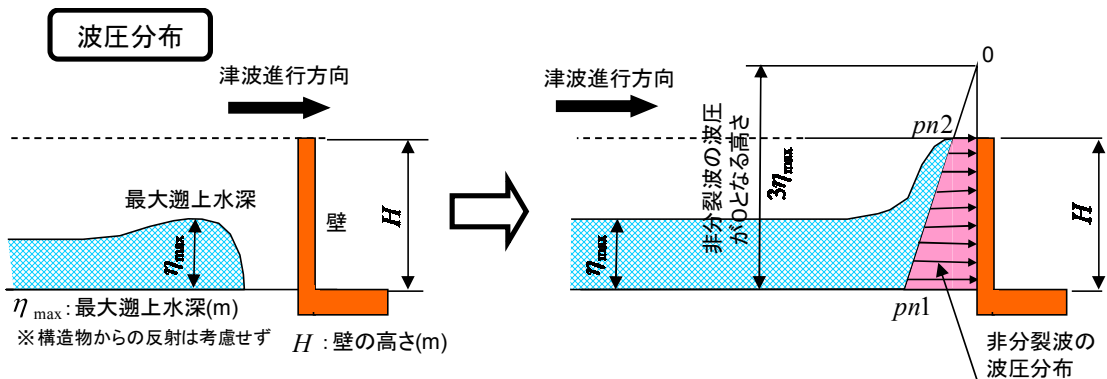 波圧分布
津波進行方向
最大遡上水深
壁
H
ηmax
ηmax：最大遡上水深(m)
※構造物からの反射は考慮せず
H：壁の高さ(m)
津波進行方向
0
pn2
非分裂波の波圧
が0となる高さ
3ηmax
ηmax
H
pn1
非分裂波の
波圧分布